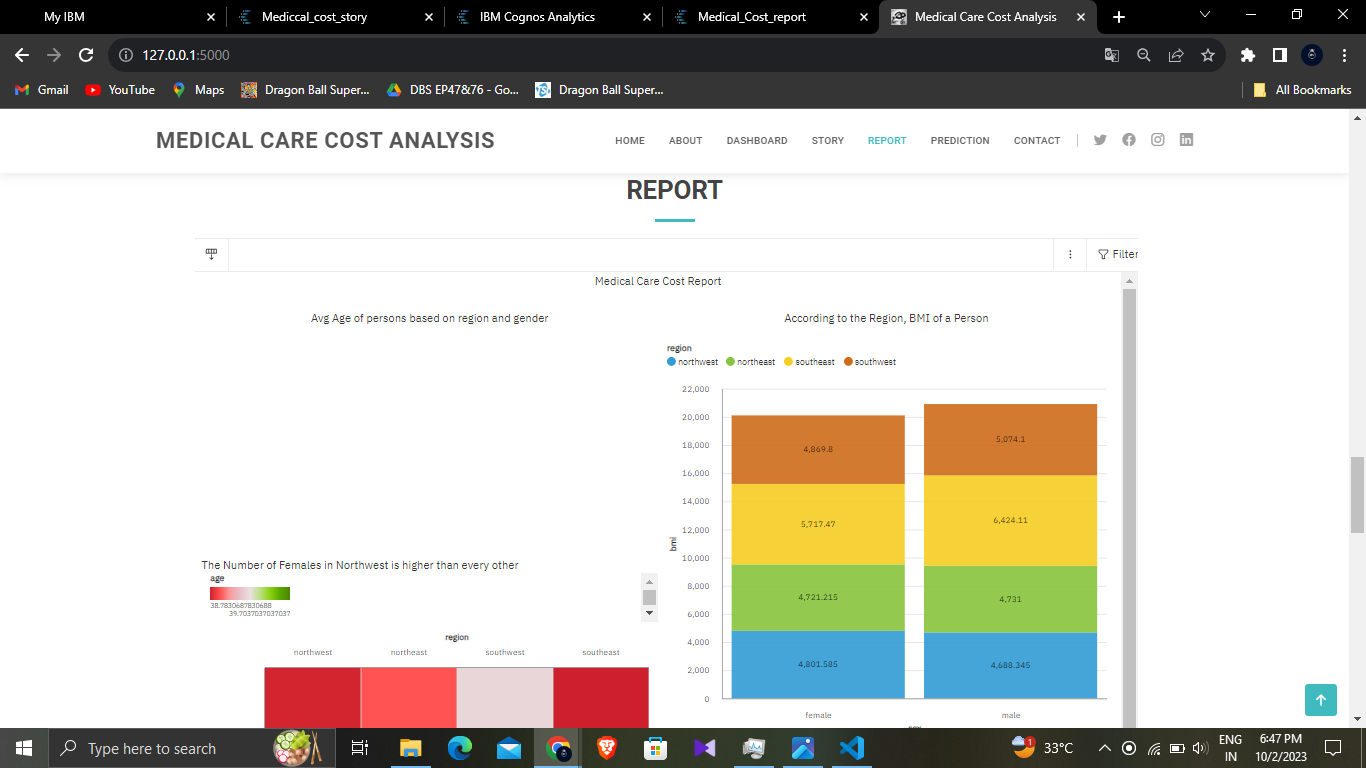 My IBM
Mediccal_cost_story
IBM Cognos Analytics
Medical_Cost_report
Medical Care Cost Analysis
127.0.0.1:5000
Gmail
YouTube
Maps
Dragon Ball Super...
DBS EP47&76 - Go...
Dragon Ball Super...
All Bookmarks
MEDICAL CARE COST ANALYSIS
HOME
ABOUT
DASHBOARD
STORY
REPORT
PREDICTION
CONTACT
REPORT
Filter
Medical Care Cost Report
Avg Age of persons based on region and gender
The Number of Females in Northwest is higher than every other
age
38.7830687830688
39.7037037037037
region
northwest northeast southwest southeast
According to the Region, BMI of a Person
region
northwest northeast southeast southwest
bmi
22,000
20,000
18,000
16,000
14,000
12,000
10,000
8,000
6,000
4,000
2,000
0
4,869.8
5,717.47
4,721.215
4,801.585
5,074.1
6,424.11
4,731
4,688.345
female male
Type here to search
1
33°C
ENG
IN
6:47 PM
10/2/2023